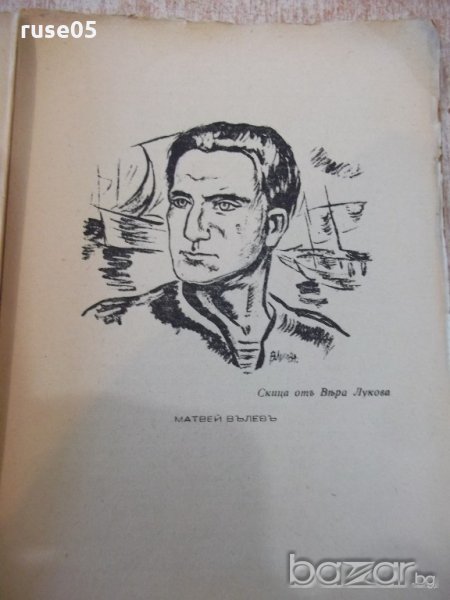 ruse05
Скица отъ Вѣра Лукова
МАТВЕЙ ВЪЛЕВЪ
bazar.bg